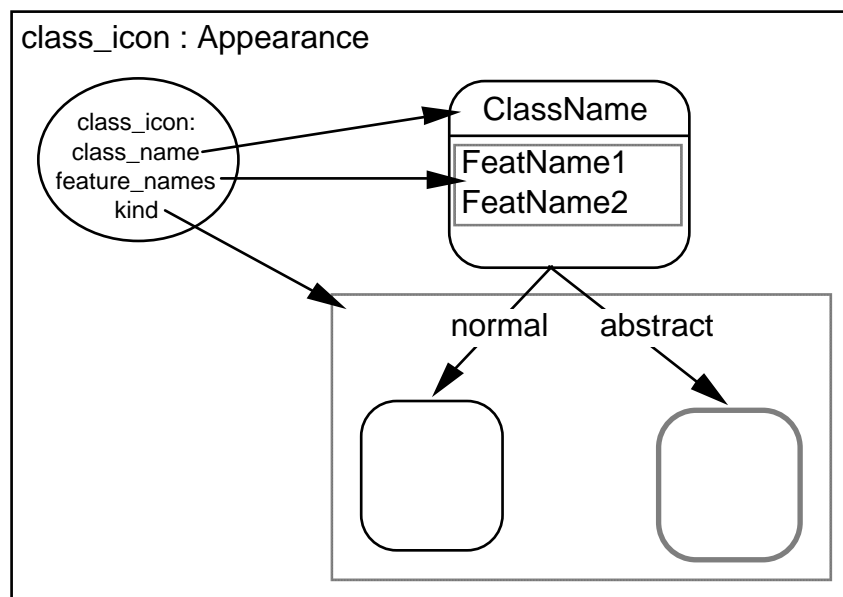 class_icon : Appearance
class_icon:
class_name
feature_names
kind
ClassName
FeatName1
FeatName2
normal
abstract